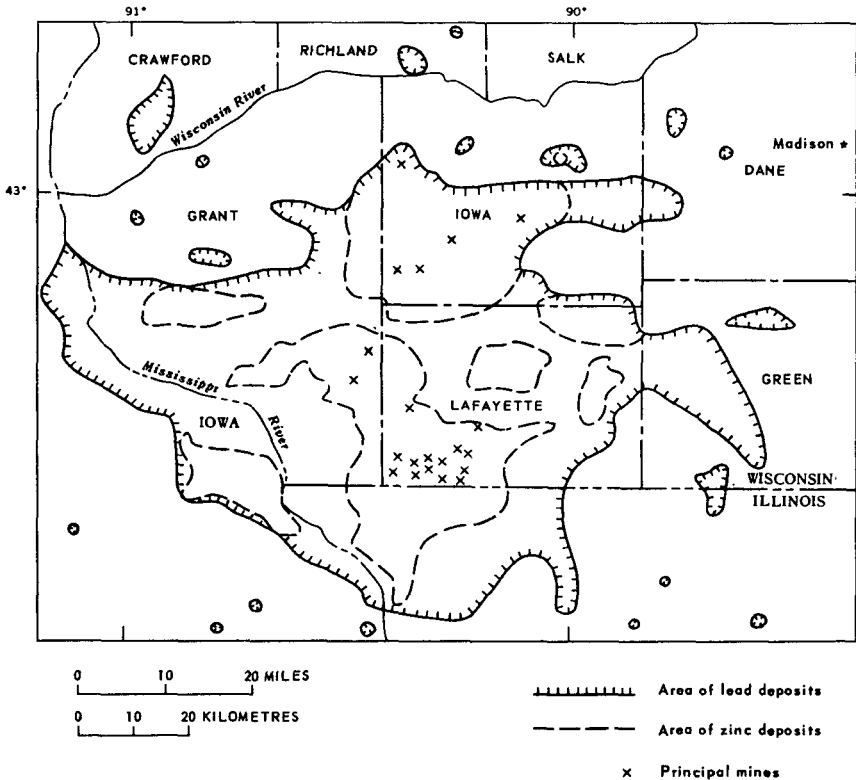 91°
90°
CRAWFORD
RICHLAND
SALK
Wisconsin River
Madison
DANE
43°
GRANT
IOWA
Mississippi
River
IOWA
LAFAYETTE
GREEN
WISCONSIN
ILLINOIS
0 10 20 MILES
0 10 20 KILOMETRES
Area of lead deposits
Area of zinc deposits
x Principal mines